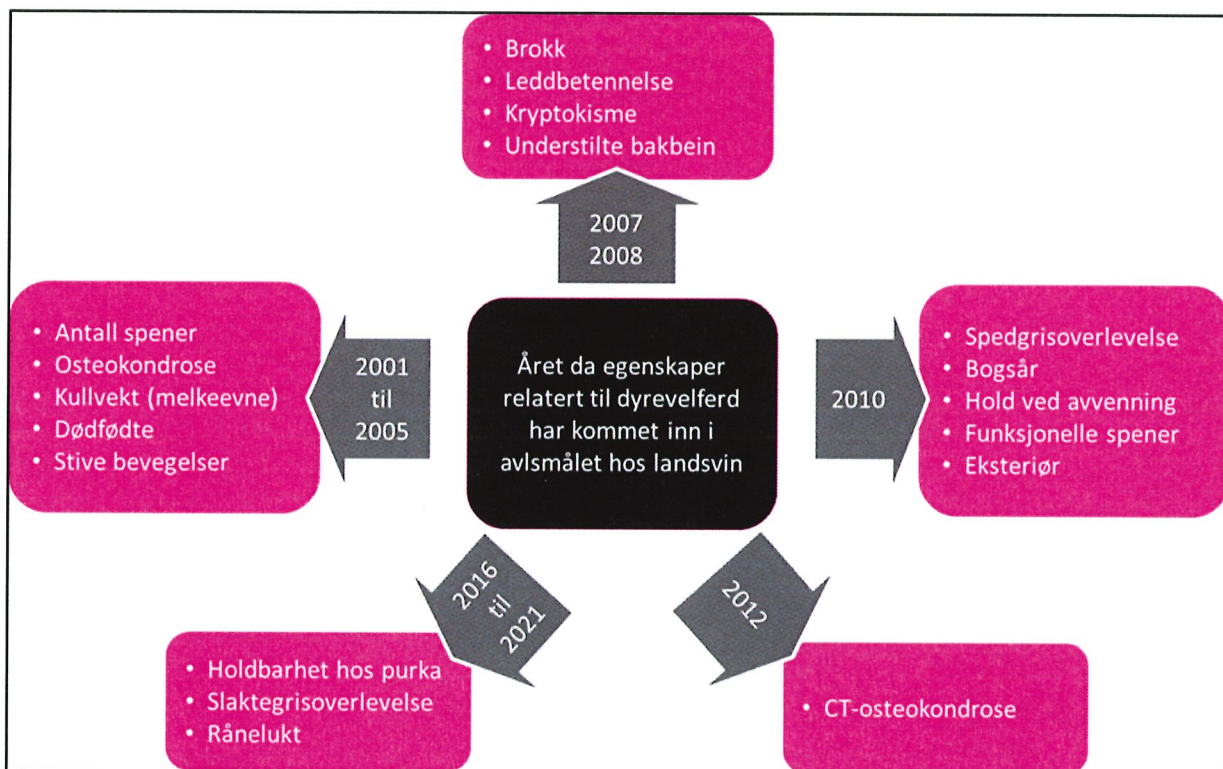 • Brokk
• Leddbetennelse
• Kryptokisme
• Understilte bakbein
2007
2008
• Antall spener
• Osteokondrose
• Kullvekt (melkeevne)
• Dødfødte
• Stive bevegelser
2001
til
2005
Året da egenskaper
relatert til dyrevelferd
har kommet inn i
avlsmålet hos landsvin
2010
• Spedgrisoverlevelse
• Bogsår
• Hold ved avvenning
• Funksjonelle spener
• Eksteriør
2016
til
2021
2012
• Holdbarhet hos purka
• Slaktegrisoverlevelse
• Rånelukt
• CT-osteokondrose